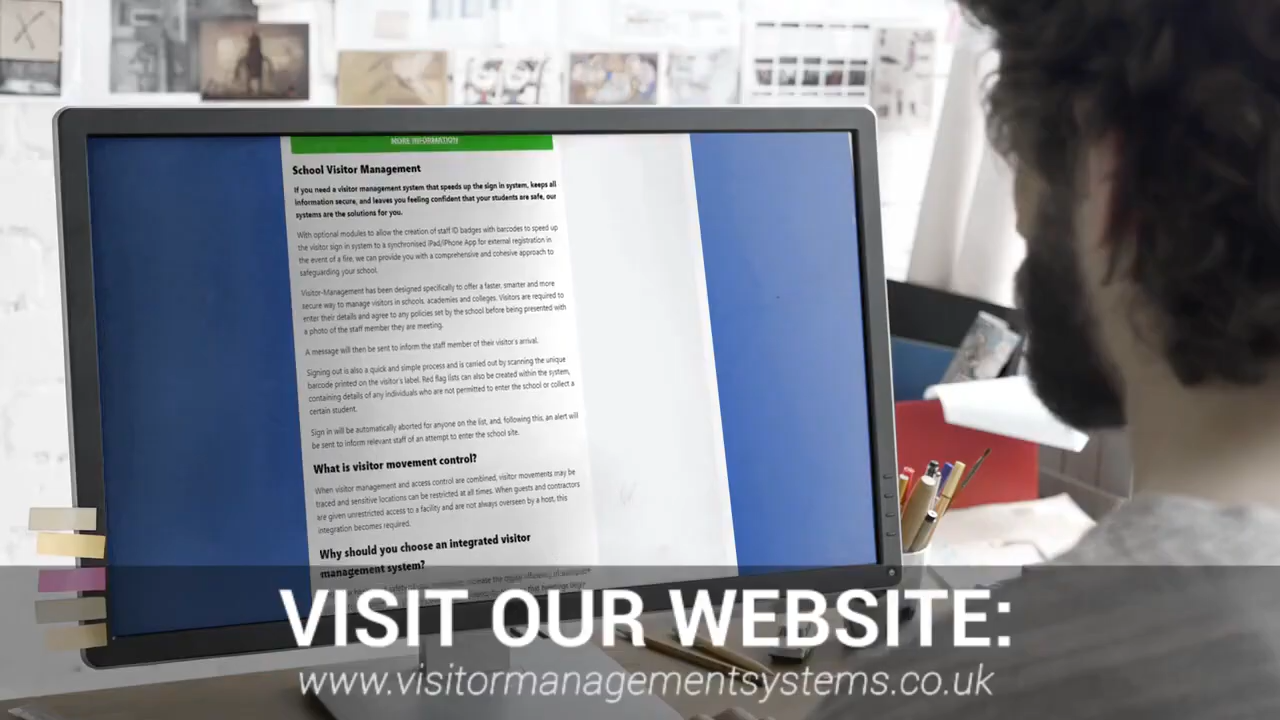 MORE INFORMATION
School Visitor Management
If you need a visitor management system that speeds up the sign in system, keeps all
information secure, and leaves you feeling confident that your students are safe, our
systems are the solutions for you.
With optional modules to allow the creation of staff ID badges with barcodes to speed up
the visitor sign in system to a synchronised iPad/iPhone App for external registration in
the event of a fire, we can provide you with a comprehensive and cohesive approach to
safeguarding your school.
Visitor-Management has been designed specifically to offer a faster, smarter and more
secure way to manage visitors in schools, academies and colleges. Visitors are required to
enter their details and agree to any policies set by the school before being presented with
a photo of the staff member they are meeting.
A message will then be sent to inform the staff member of their visitor's arrival.
Signing out is also a quick and simple process and is carried out by scanning the unique
barcode printed on the visitor's label. Red flag lists can also be created within the system,
containing details of any individuals who are not permitted to enter the school or collect a
certain student.
Sign in will be automatically aborted for anyone on the list, and, following this, an alert will
be sent to inform relevant staff of an attempt to enter the school site.
What is visitor movement control?
When visitor management and access control are combined, visitor movements may be
traced and sensitive locations can be restricted at all times. When guests and contractors
are given unrestricted access to a facility and are not always overseen by a host, this
integration becomes required.
Why should you choose an integrated visitor
management system?
VISIT OUR WEBSITE:
www.visitormanagementsystems.co.uk